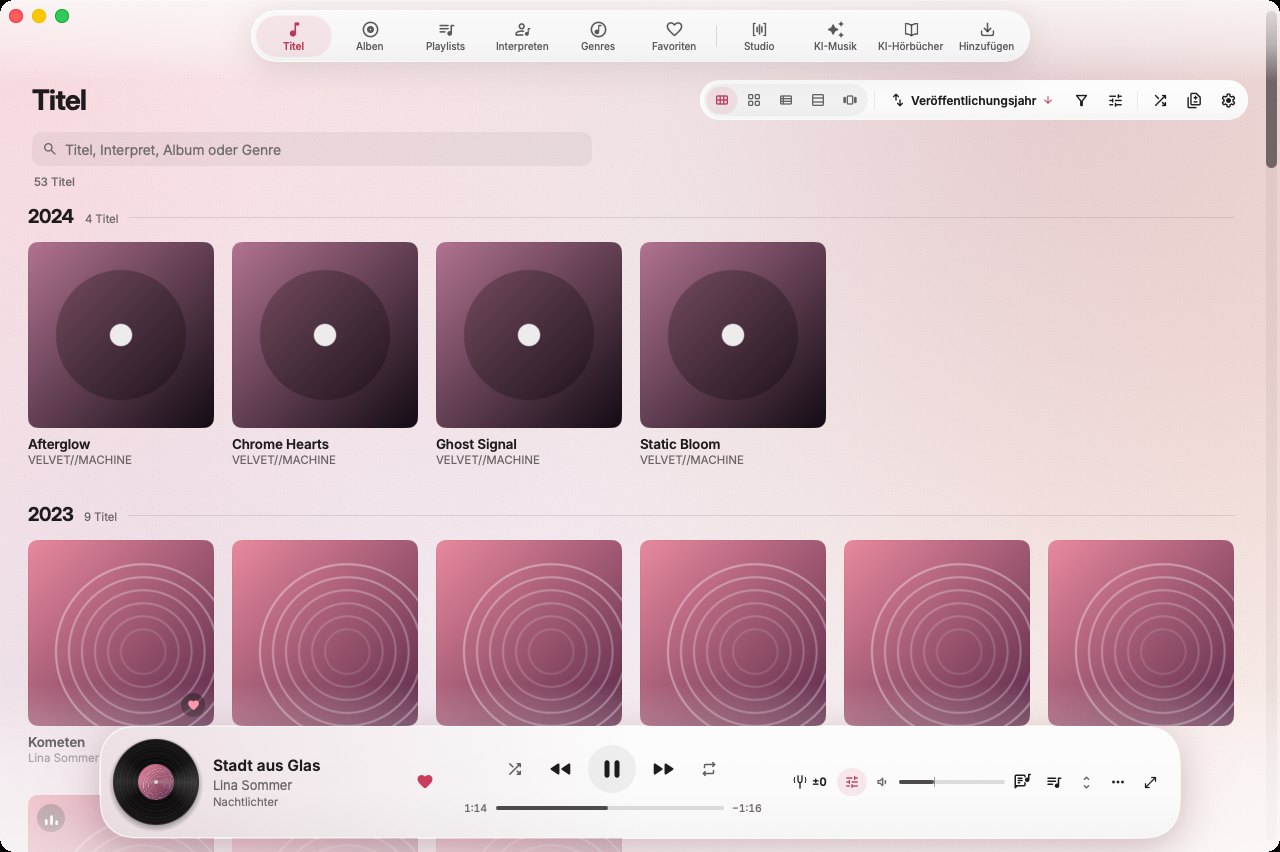 Titel
Alben
Playlists
Interpreten
Genres
Favoriten
Studio
KI-Musik
KI-Hörbücher
Hinzufügen
Titel
Veröffentlichungsjahr
Titel, Interpret, Album oder Genre
53 Titel
2024 4 Titel
Afterglow
VELVET//MACHINE
Chrome Hearts
VELVET//MACHINE
Ghost Signal
VELVET//MACHINE
Static Bloom
VELVET//MACHINE
2023 9 Titel
Kometen
Lina Sommer
Stadt aus Glas
Lina Sommer
Nachtlichter
1:14
−1:16
±0